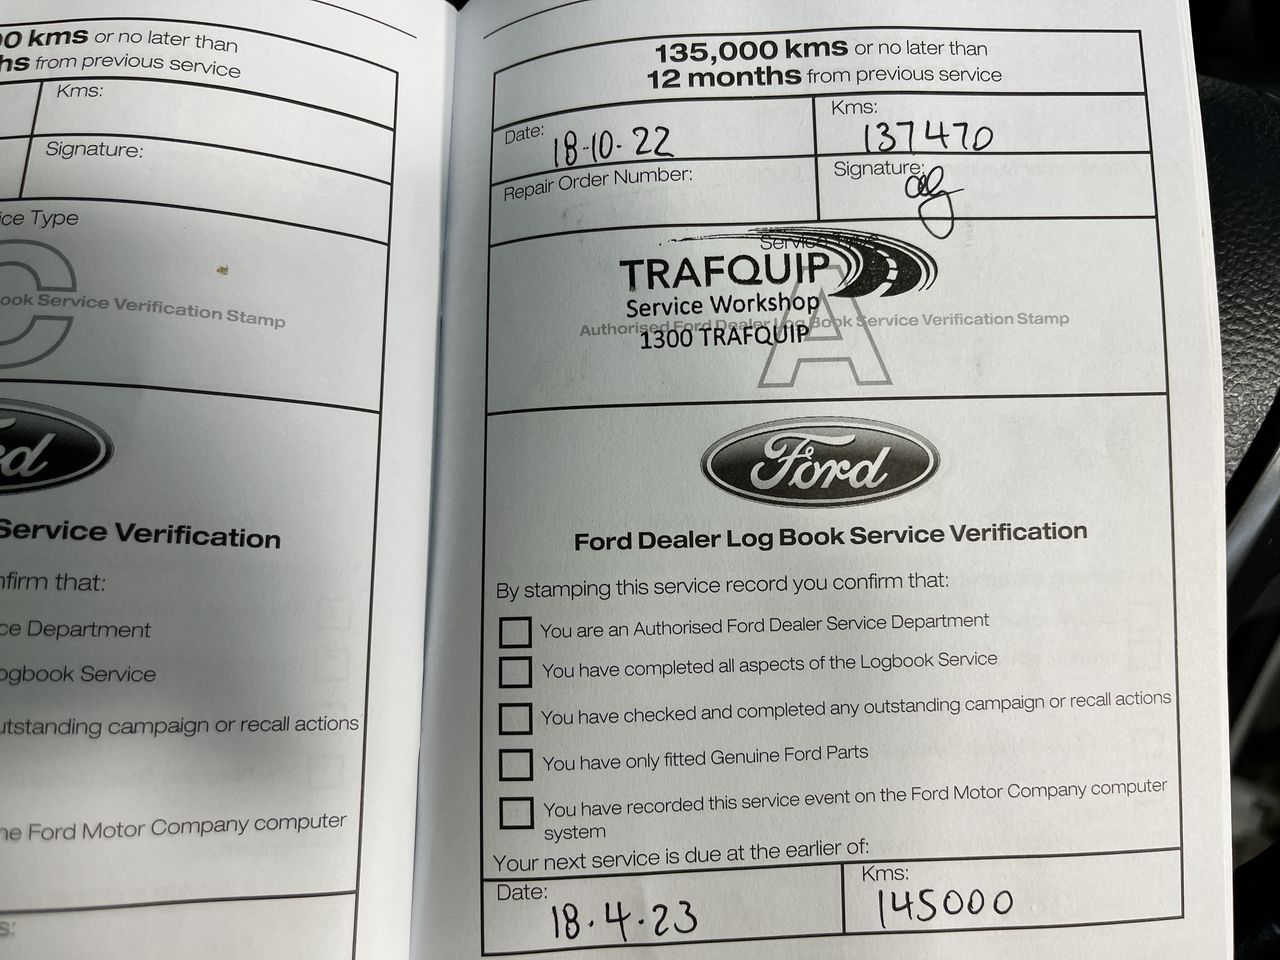 00 kms or no later than
hs from previous service
Kms:
Signature:
ice Type
C
ook Service Verification Stamp
Ford
Service Verification
nfirm that:
ce Department
ogbook Service
utstanding campaign or recall actions
he Ford Motor Company computer
s:
135,000 kms or no later than
12 months from previous service
Date: 18-10-22
Kms: 137470
Repair Order Number:
Signature:
Service Type
TRAFQUIP
Service Workshop
A
Authorised Ford Dealer Log Book Service Verification Stamp
1300 TRAFQUIP
Ford
Ford Dealer Log Book Service Verification
By stamping this service record you confirm that:
You are an Authorised Ford Dealer Service Department
You have completed all aspects of the Logbook Service
You have checked and completed any outstanding campaign or recall actions
You have only fitted Genuine Ford Parts
You have recorded this service event on the Ford Motor Company computer
system
Your next service is due at the earlier of:
Date: 18.4.23
Kms: 145000